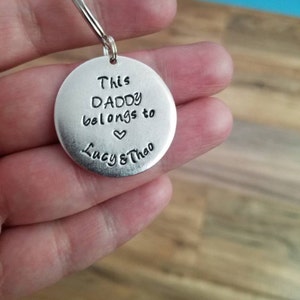 This
DADDY
belongs to
♡
Lucy & Theo